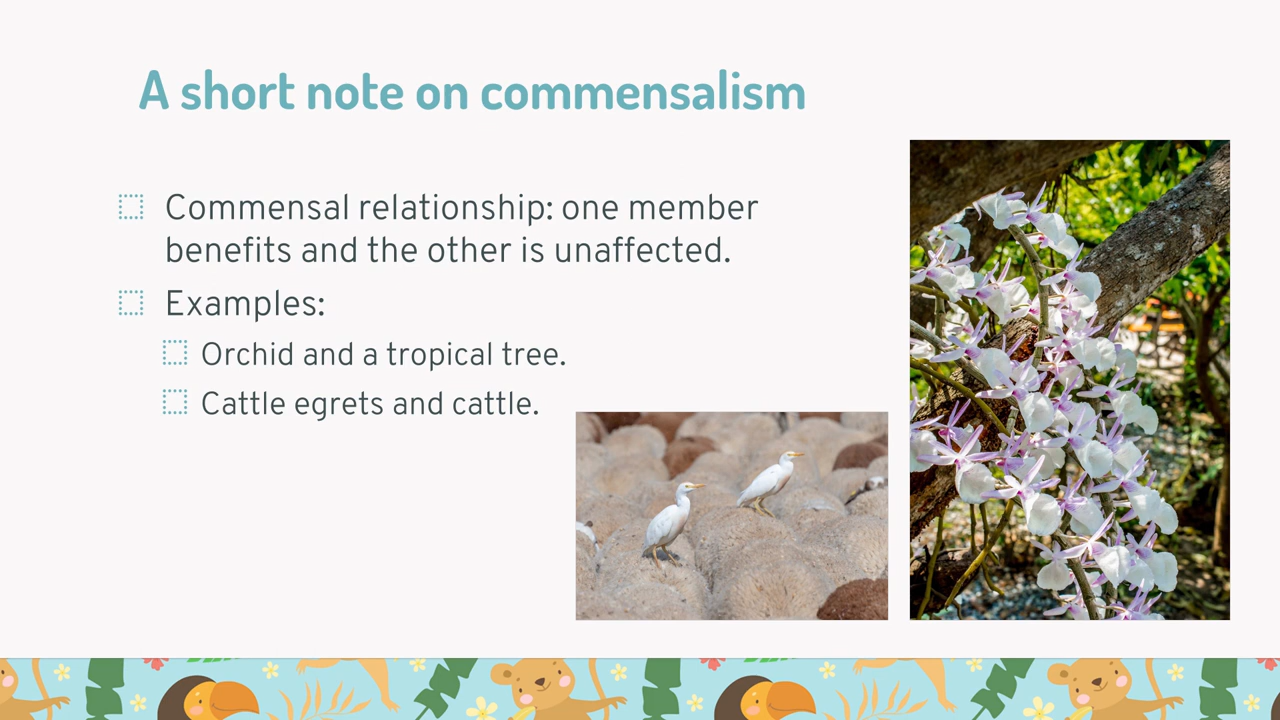 A short note on commensalism
Commensal relationship: one member
benefits and the other is unaffected.
Examples:
Orchid and a tropical tree.
Cattle egrets and cattle.